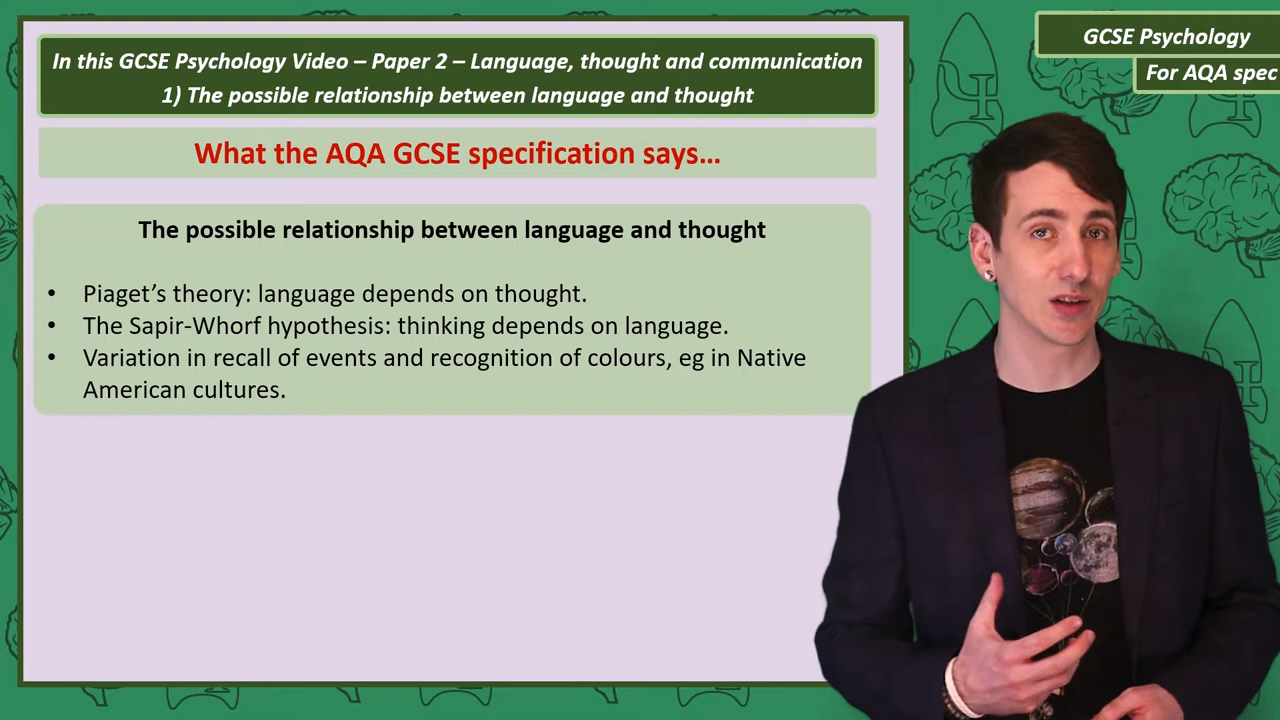 In this GCSE Psychology Video – Paper 2 – Language, thought and communication
1) The possible relationship between language and thought
GCSE Psychology
For AQA spec
What the AQA GCSE specification says…
The possible relationship between language and thought
• Piaget’s theory: language depends on thought.
• The Sapir-Whorf hypothesis: thinking depends on language.
• Variation in recall of events and recognition of colours, eg in Native
American cultures.